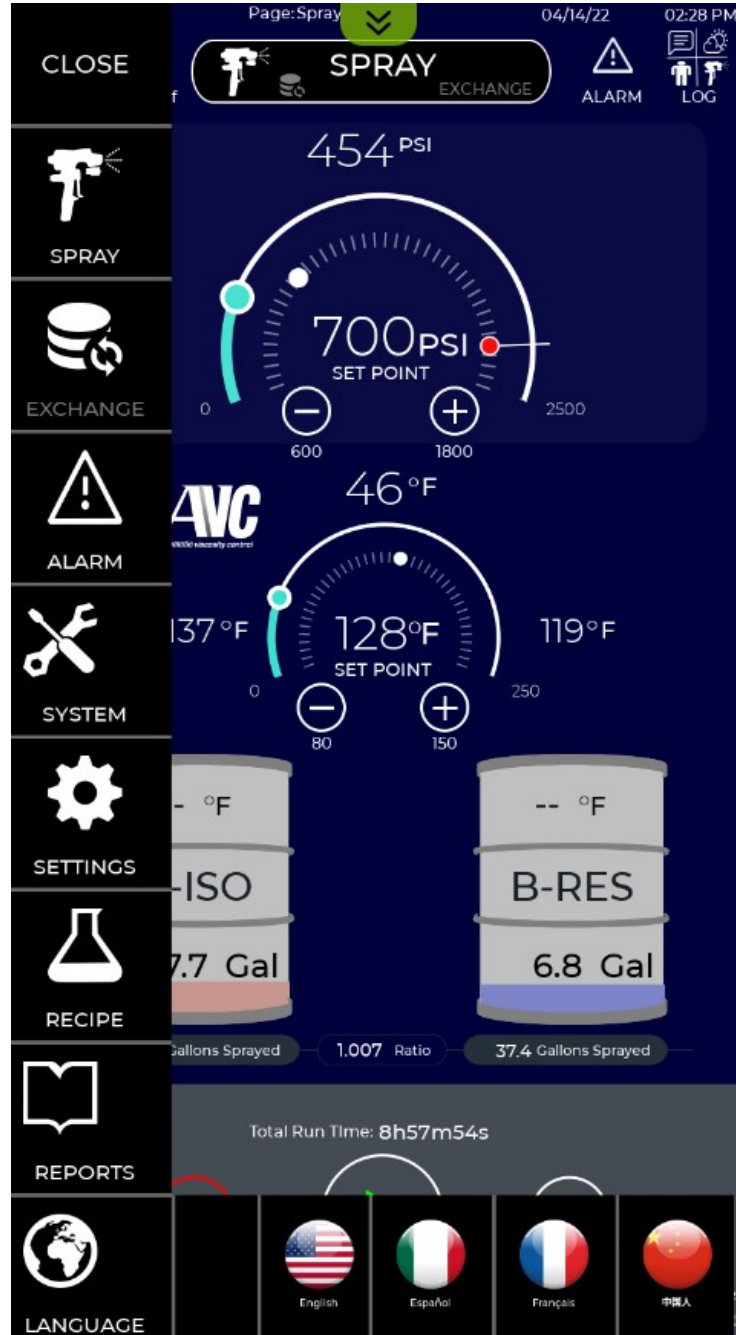 Page:Spray
04/14/22
02:28 PM
CLOSE
SPRAY
EXCHANGE
ALARM
LOG
f
454 PSI
SPRAY
700PSI
SET POINT
0
2500
EXCHANGE
600
1800
46°F
AVC
ALARM
137°F
128°F
119°F
SET POINT
0
250
SYSTEM
80
150
- °F
-- °F
SETTINGS
-ISO
B-RES
7.7 Gal
6.8 Gal
RECIPE
Gallons Sprayed
1.007 Ratio
37.4 Gallons Sprayed
Total Run TIme: 8h57m54s
REPORTS
English
Español
Français
中国人
LANGUAGE